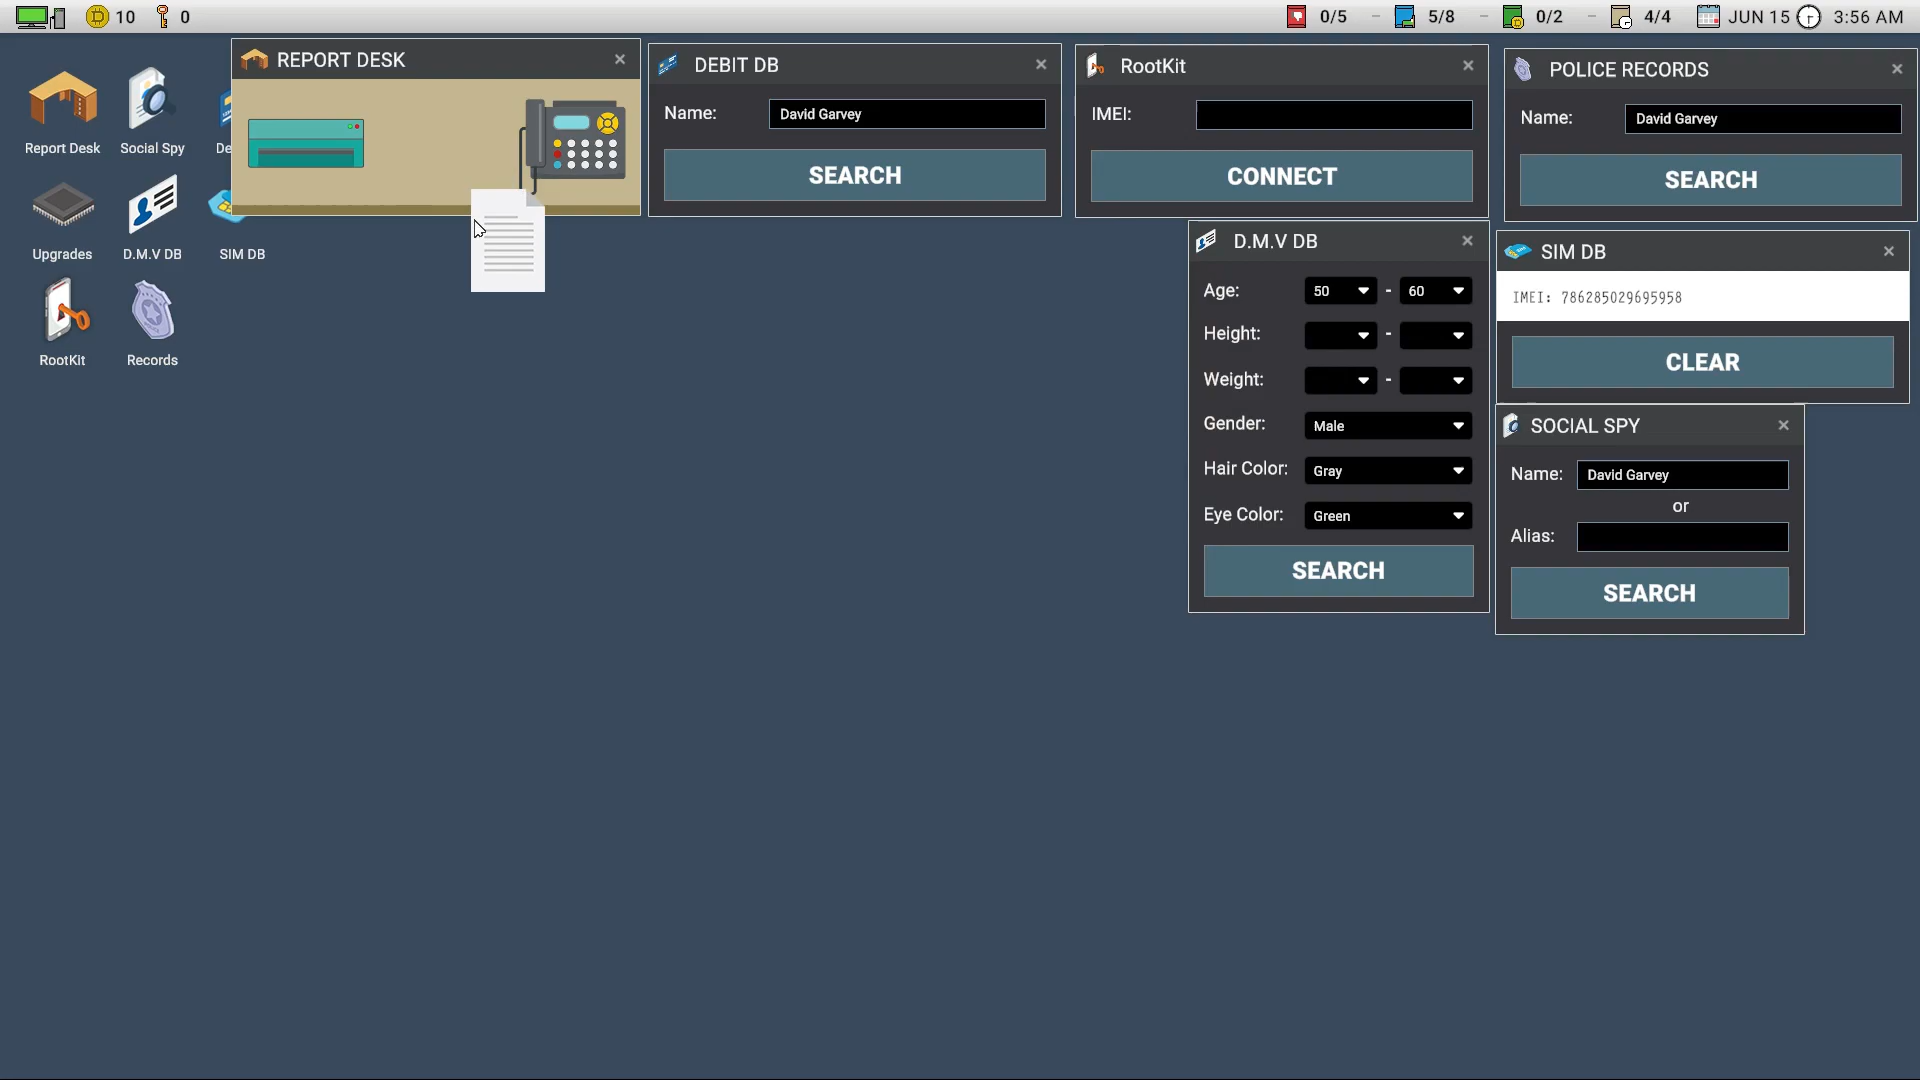 10 0 0/5 - 5/8 - 0/2 - 4/4 JUN 15 3:56 AM
Report Desk
Social Spy
De
Upgrades
D.M.V DB
SIM DB
RootKit
Records
REPORT DESK ×
DEBIT DB ×
Name: David Garvey
SEARCH
RootKit ×
IMEI:
CONNECT
POLICE RECORDS ×
Name: David Garvey
SEARCH
D.M.V DB ×
Age: 50 - 60
Height: -
Weight: -
Gender: Male
Hair Color: Gray
Eye Color: Green
SEARCH
SIM DB ×
IMEI: 786285029695958
CLEAR
SOCIAL SPY ×
Name: David Garvey
or
Alias:
SEARCH